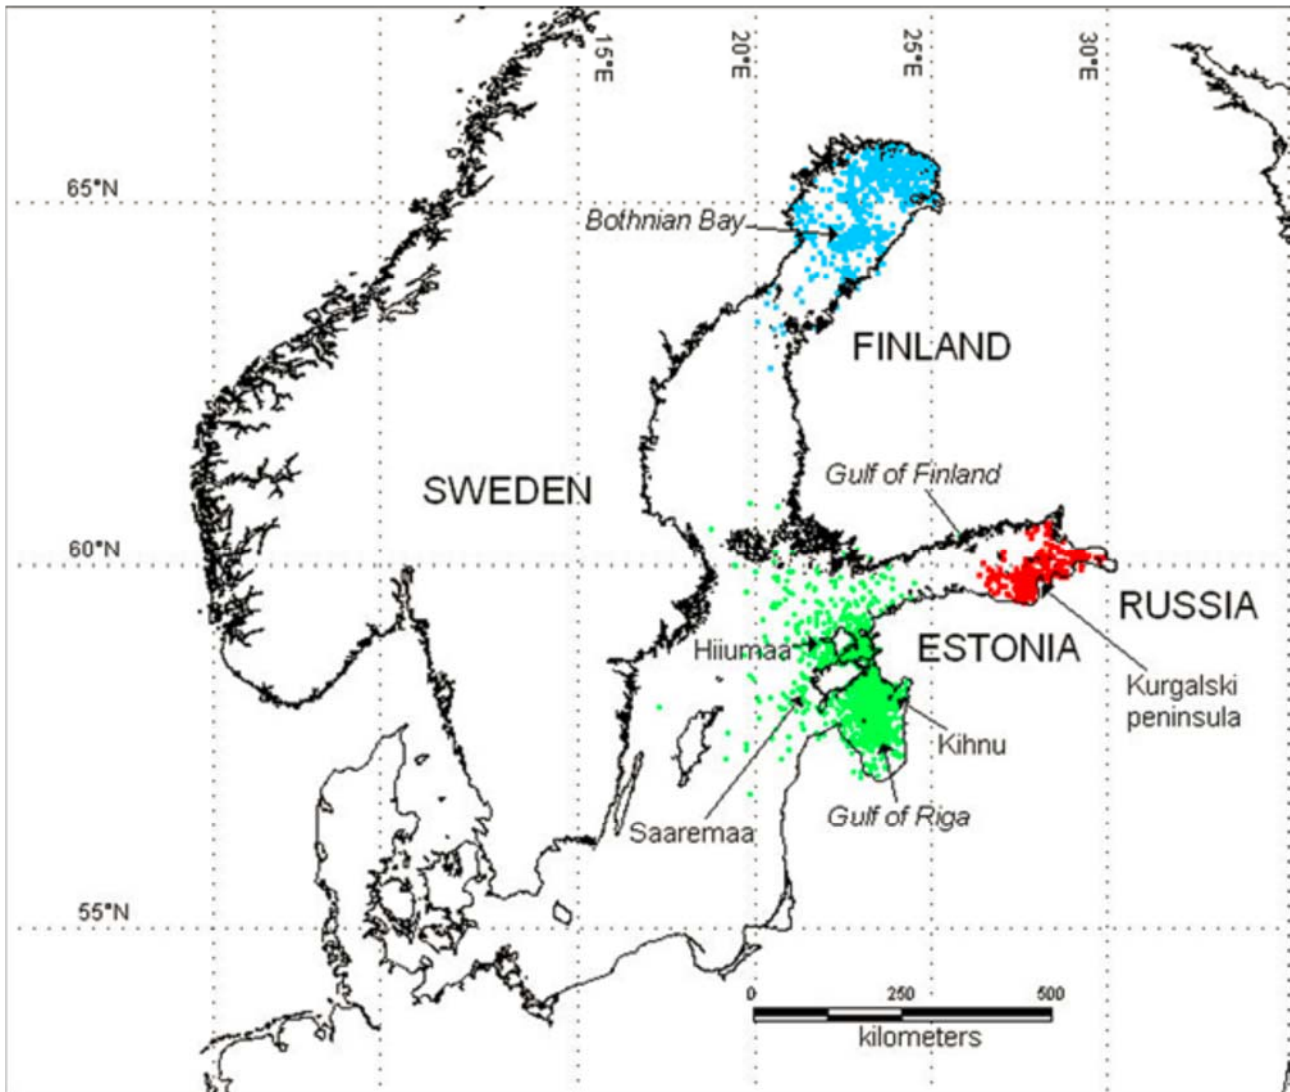 15°E
20°E
25°E
30°E
65°N
Bothnian Bay
FINLAND
SWEDEN
Gulf of Finland
60°N
RUSSIA
Hiiumaa
ESTONIA
Kurgalski
peninsula
Kihnu
Saaremaa
Gulf of Riga
55°N
0 250 500
kilometers